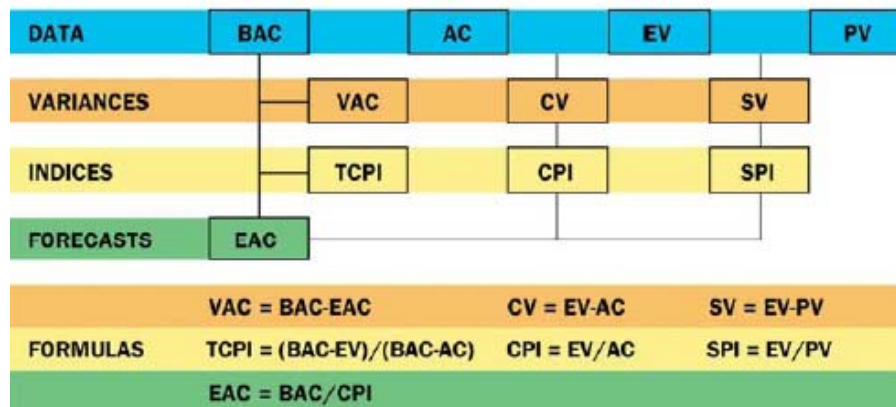 DATA BAC AC EV PV
VARIANCES VAC CV SV
INDICES TCPI CPI SPI
FORECASTS EAC
VAC = BAC-EAC CV = EV-AC SV = EV-PV
FORMULAS TCPI = (BAC-EV)/(BAC-AC) CPI = EV/AC SPI = EV/PV
EAC = BAC/CPI